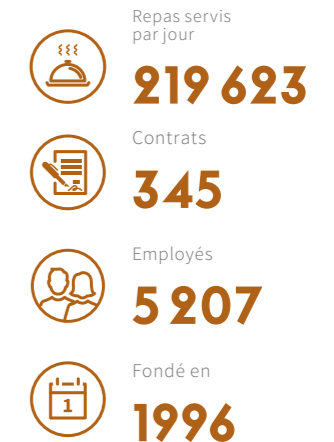 Repas servis
par jour
219 623
Contrats
345
Employés
5 207
1
Fondé en
1996